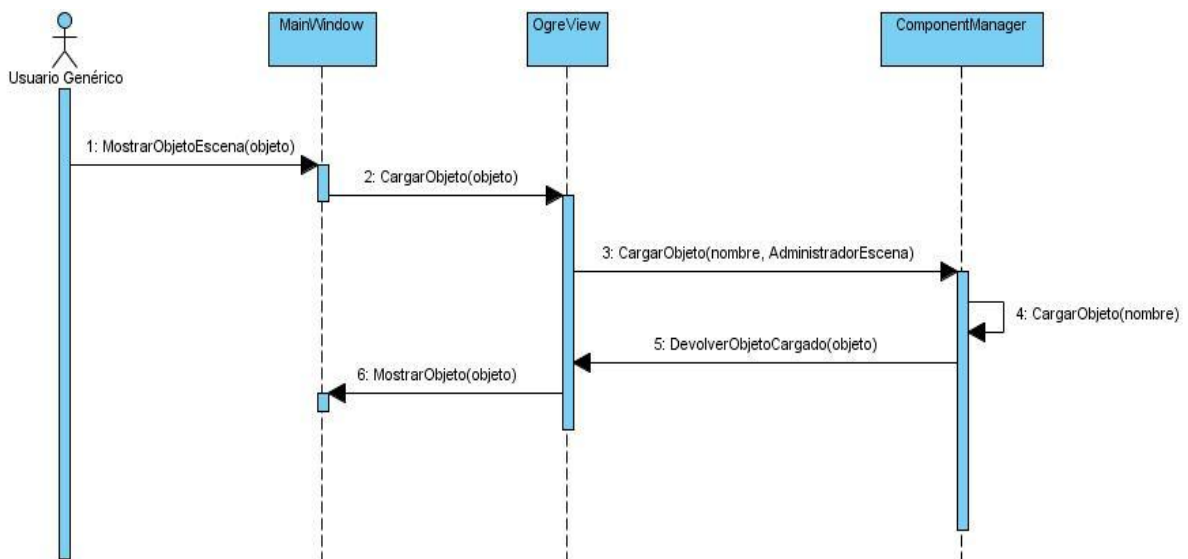 MainWindow
OgreView
ComponentManager
Usuario Genérico
1: MostrarObjetoEscena(objeto)
2: CargarObjeto(objeto)
3: CargarObjeto(nombre, AdministradorEscena)
4: CargarObjeto(nombre)
5: DevolverObjetoCargado(objeto)
6: MostrarObjeto(objeto)